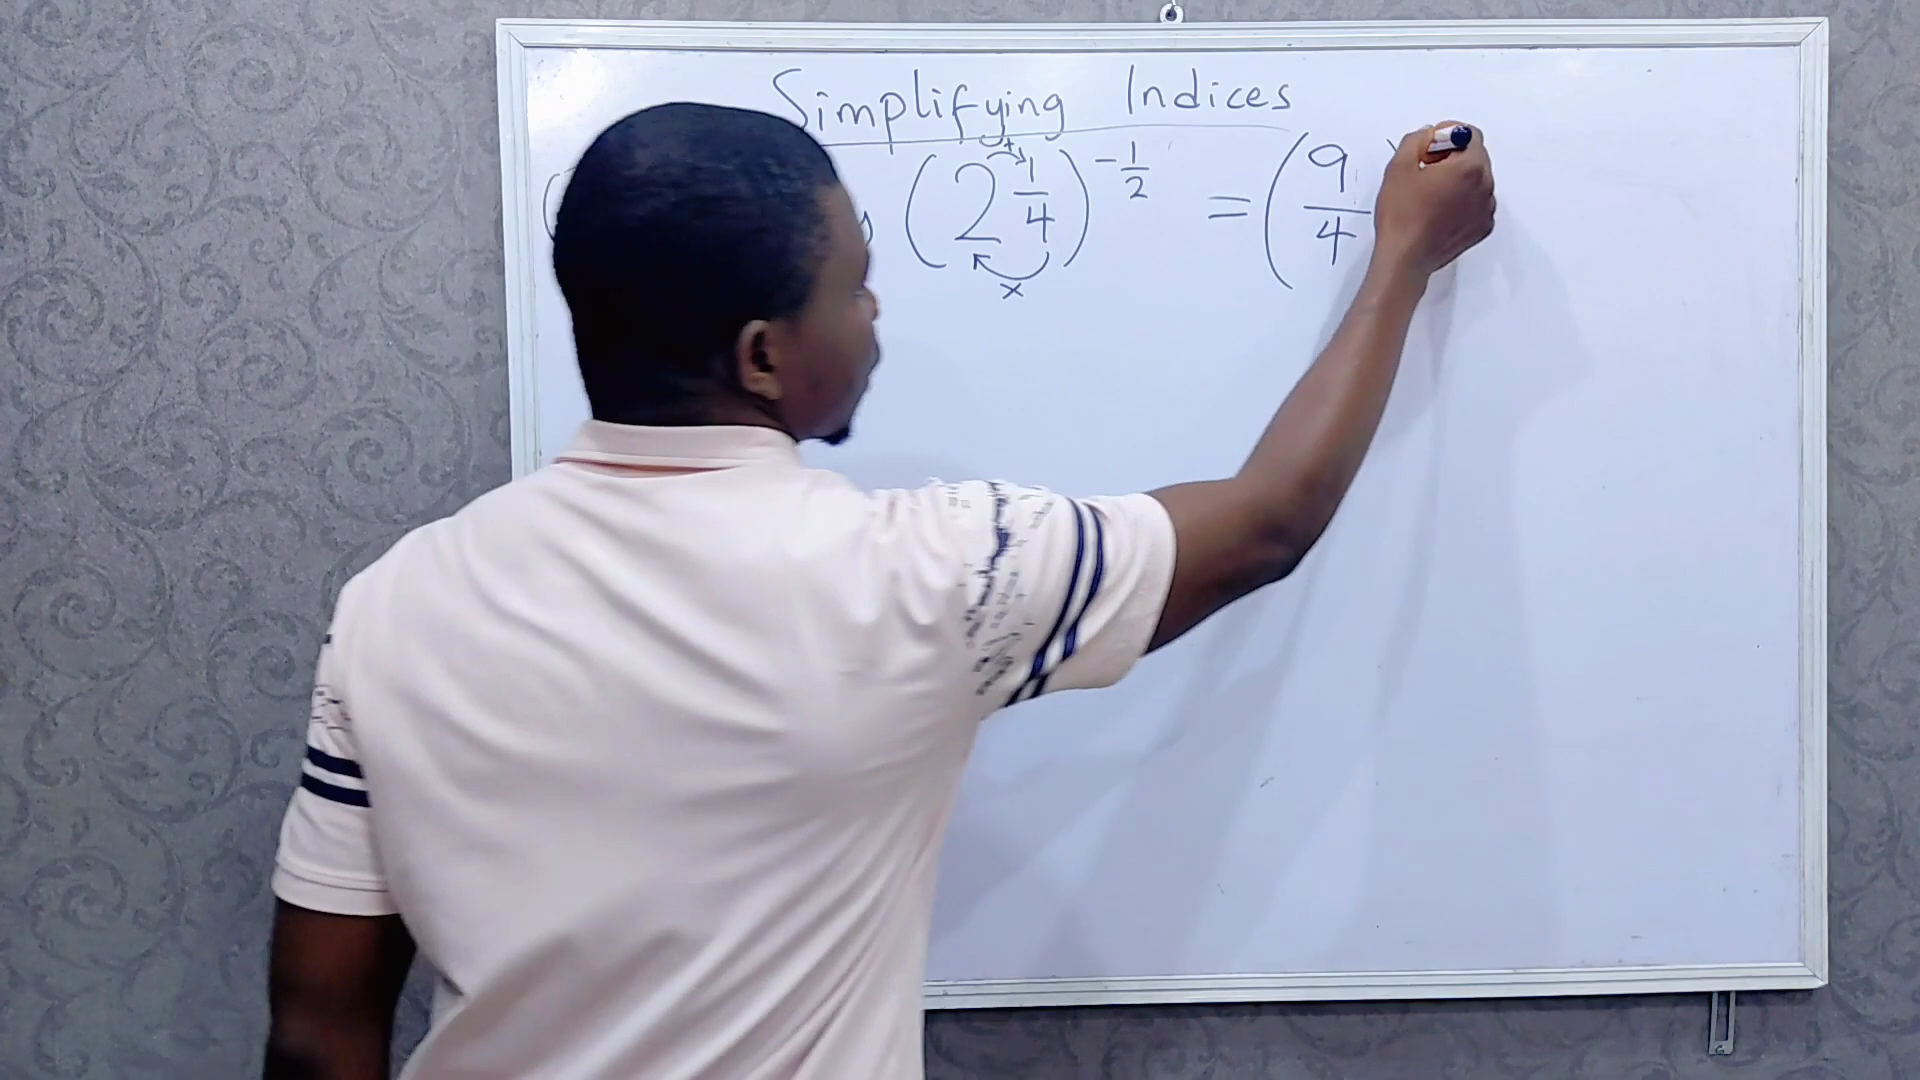 Simplifying Indices
(2 1/4)^-1/2 = (9/4
+
x